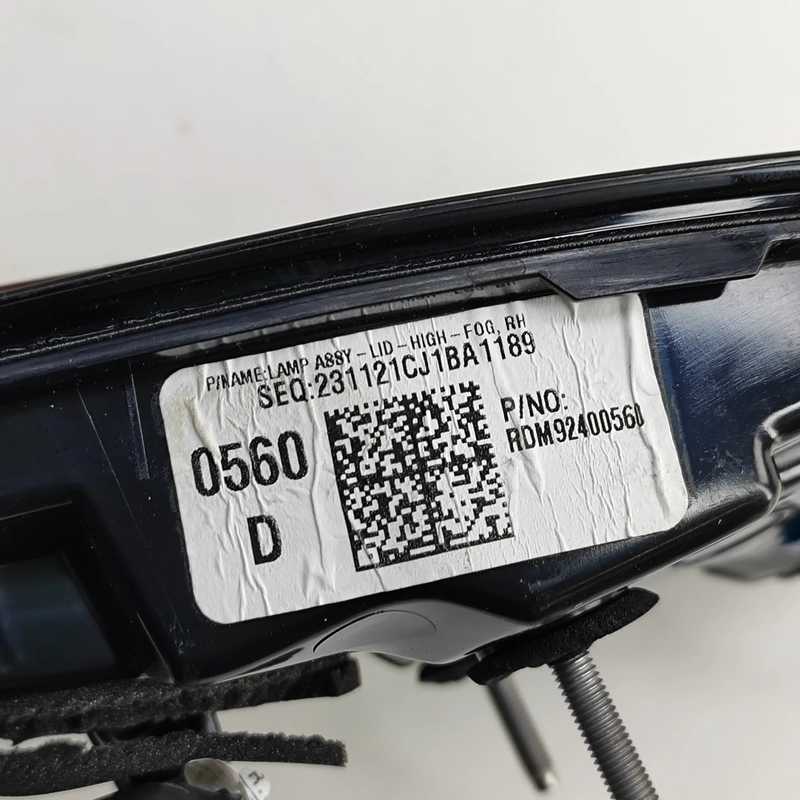 P/NAME:LAMP ASSY-LID-HIGH-FOG, RH
SEQ:231121CJ1BA1189
0560
D
P/NO:
RDM92400560